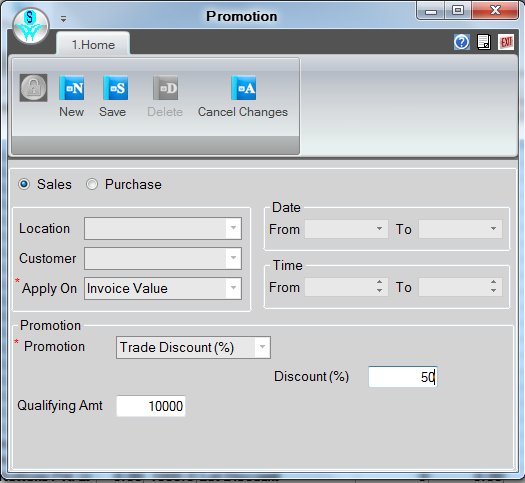 Promotion
S
1.Home
? EXIT
N S D A
New Save Delete Cancel Changes
Sales Purchase
Location
Customer
* Apply On Invoice Value
Date
From To
Time
From To
Promotion
* Promotion Trade Discount (%)
Discount (%) 50
Qualifying Amt 10000